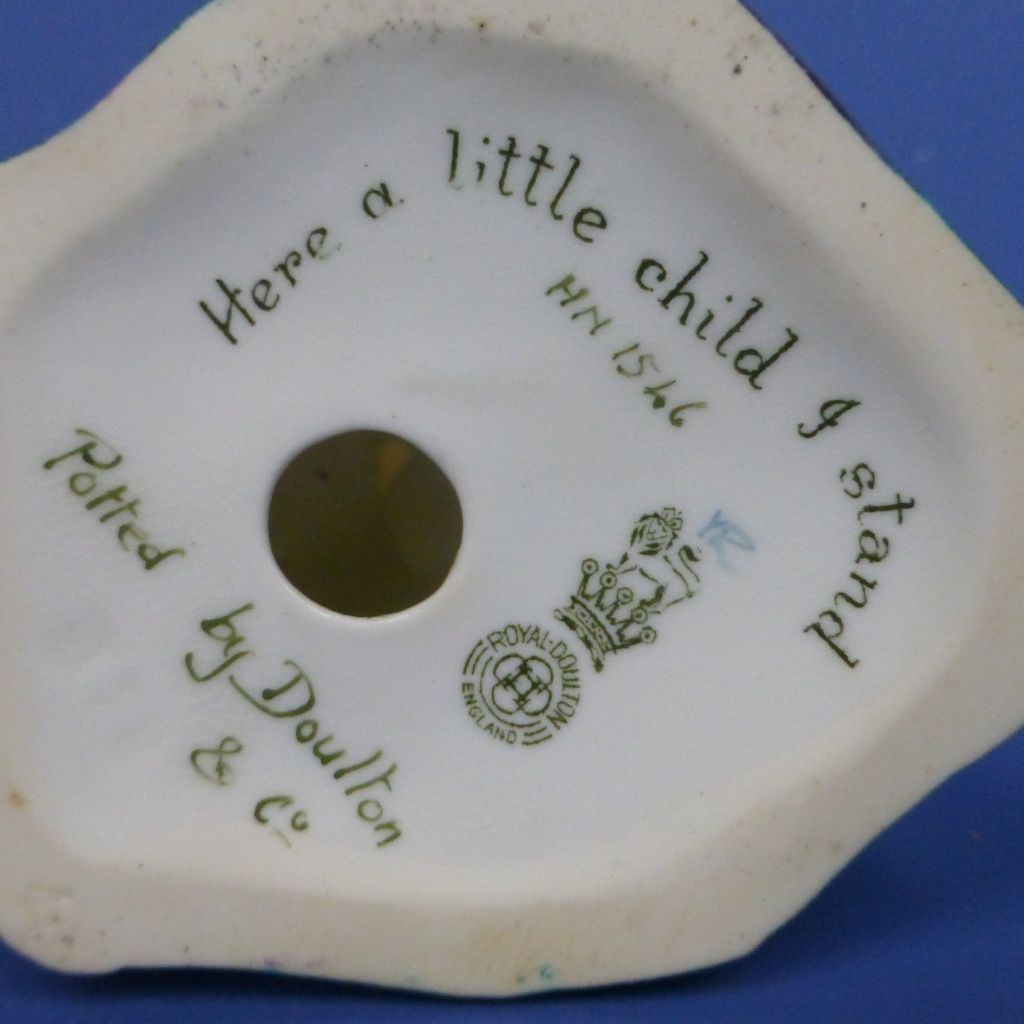 Here a little child I stand
HN 1546
ROYAL·DOULTON
ENGLAND
Potted
by Doulton
& Co